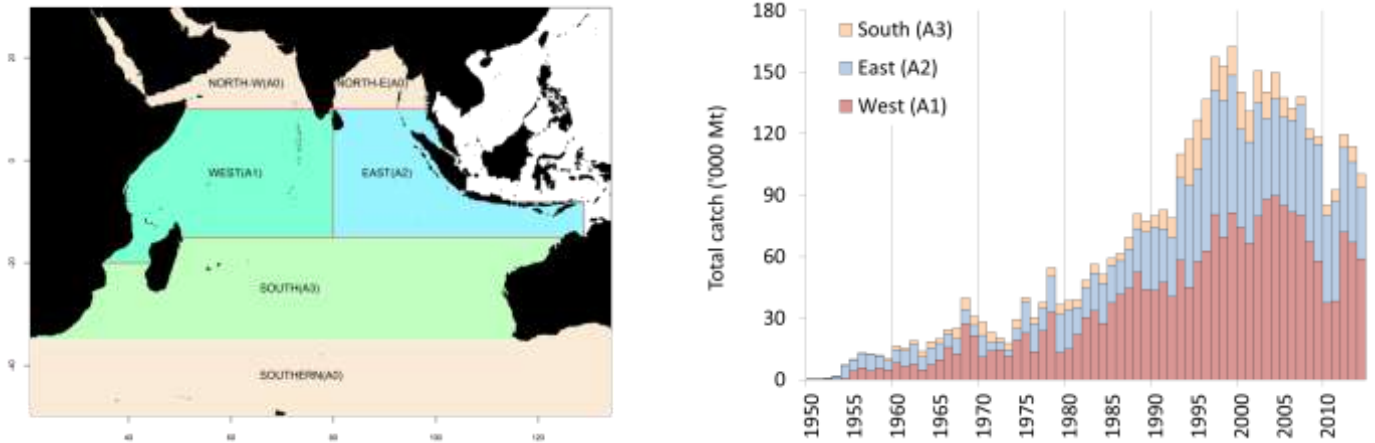 NORTH-W(A0)
NORTH-E(A0)
WEST(A1)
EAST(A2)
SOUTH(A3)
SOUTHERN(A0)
20
0
-20
-40
40
60
80
100
120
Total catch ('000 Mt)
180
150
120
90
60
30
0
South (A3)
East (A2)
West (A1)
1950
1955
1960
1965
1970
1975
1980
1985
1990
1995
2000
2005
2010